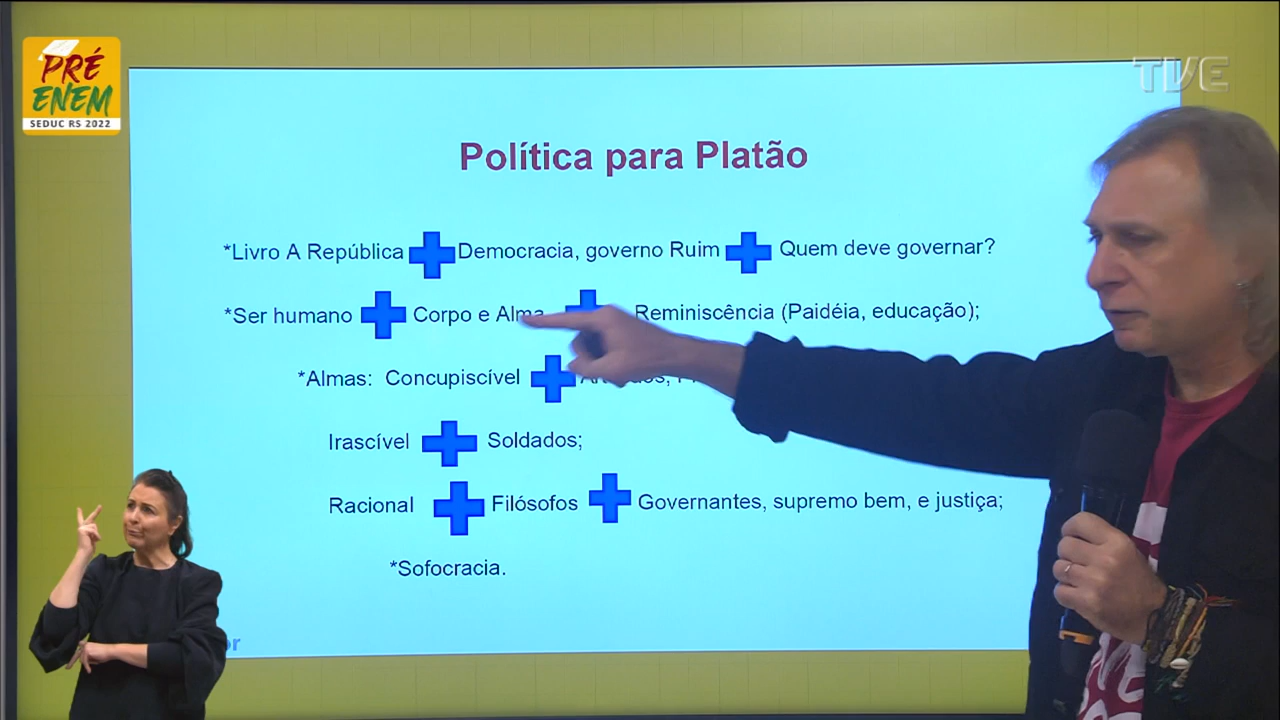 PRÉ
ENEM
SEDUC RS 2022
TVE
Política para Platão
*Livro A República Democracia, governo Ruim Quem deve governar?
*Ser humano Corpo e Alma Reminiscência (Paidéia, educação);
*Almas: Concupiscível
Irascível Soldados;
Racional Filósofos Governantes, supremo bem, e justiça;
*Sofocracia.